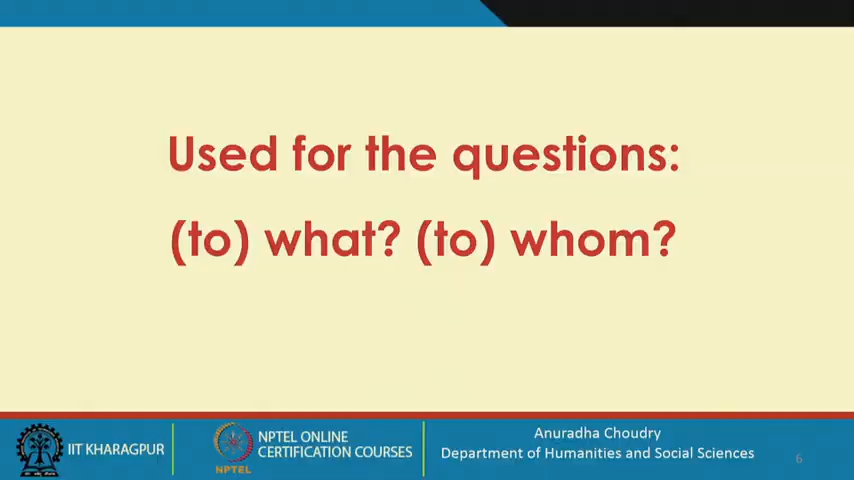 Used for the questions:
(to) what? (to) whom?
IIT KHARAGPUR
NPTEL
NPTEL ONLINE
CERTIFICATION COURSES
Anuradha Choudry
Department of Humanities and Social Sciences
6